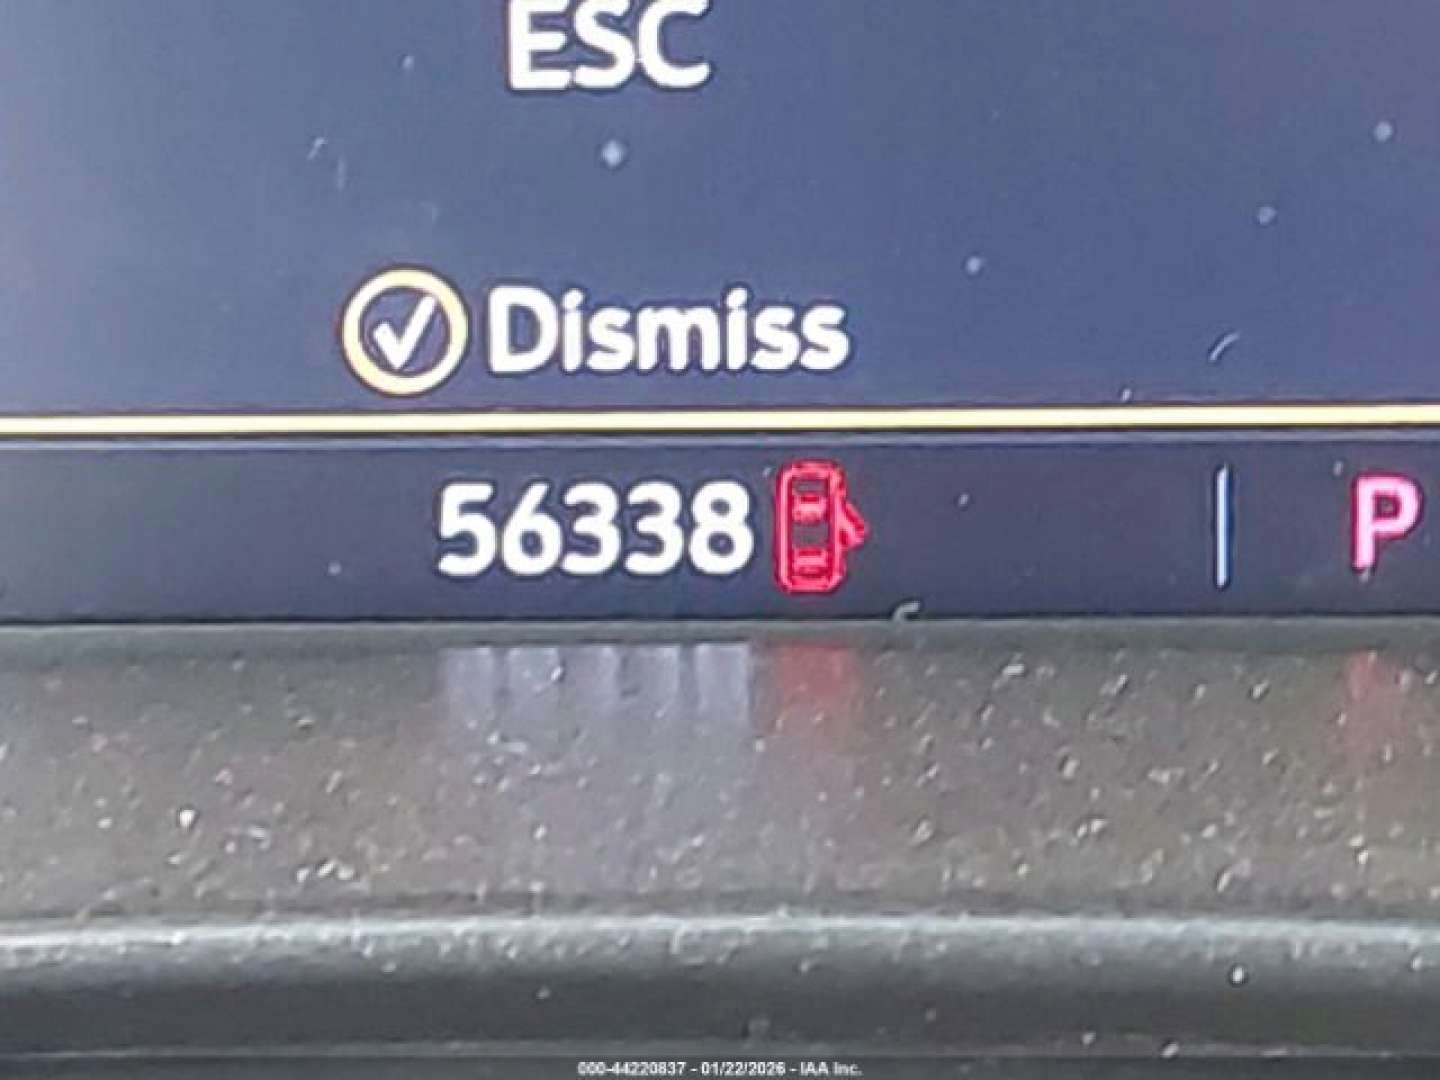 ESC
Dismiss
56338 P
000-44220837 - 01/22/2026 - IAA Inc.